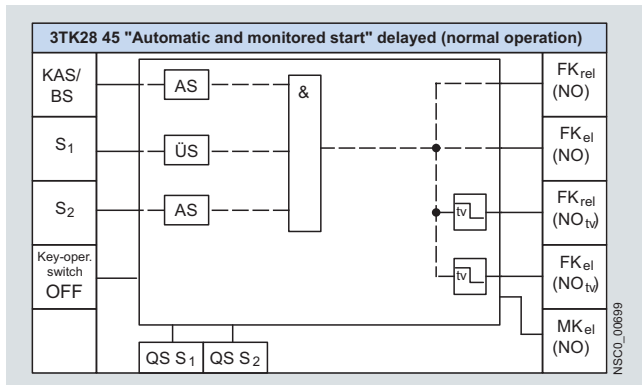 3TK28 45 "Automatic and monitored start" delayed (normal operation)
KAS/
BS
AS
&
FKrel
(NO)
S1
ÜS
FKel
(NO)
S2
AS
tv
FKrel
(NOtv)
Key-oper.
switch
OFF
tv
FKel
(NOtv)
MKel
(NO)
QS S1
QS S2
NSC0_00699